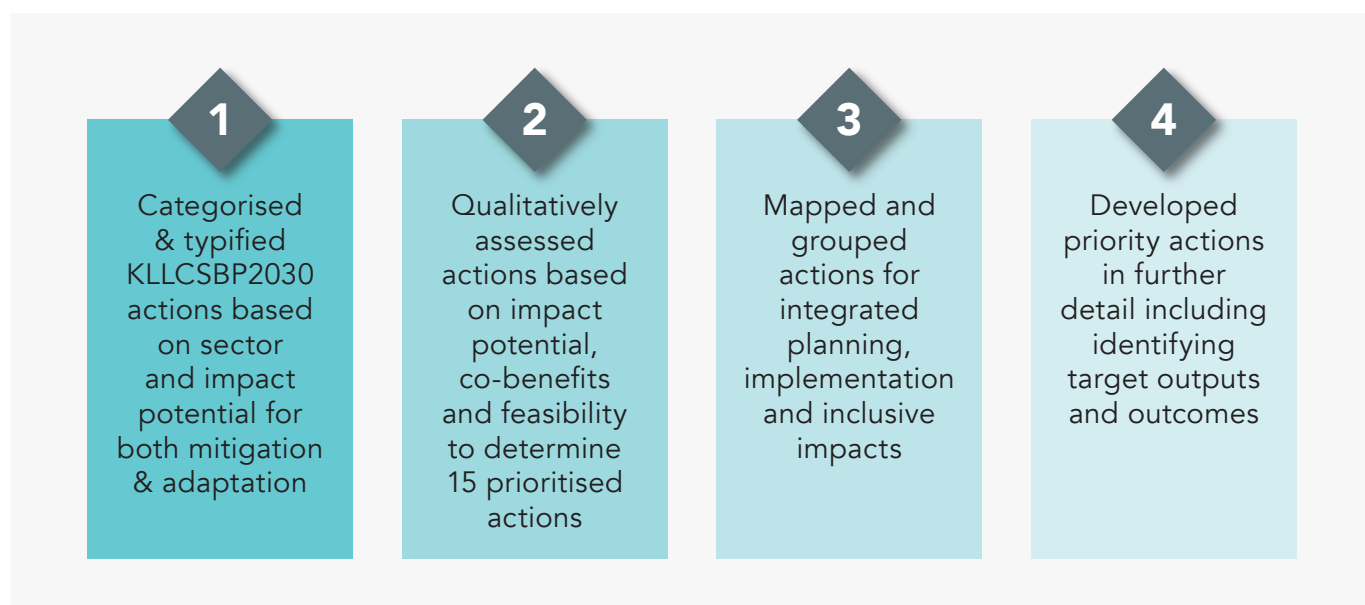 1
Categorised
& typified
KLLCSBP2030
actions based
on sector
and impact
potential for
both mitigation
& adaptation
2
Qualitatively
assessed
actions based
on impact
potential,
co-benefits
and feasibility
to determine
15 prioritised
actions
3
Mapped and
grouped
actions for
integrated
planning,
implementation
and inclusive
impacts
4
Developed
priority actions
in further
detail including
identifying
target outputs
and outcomes